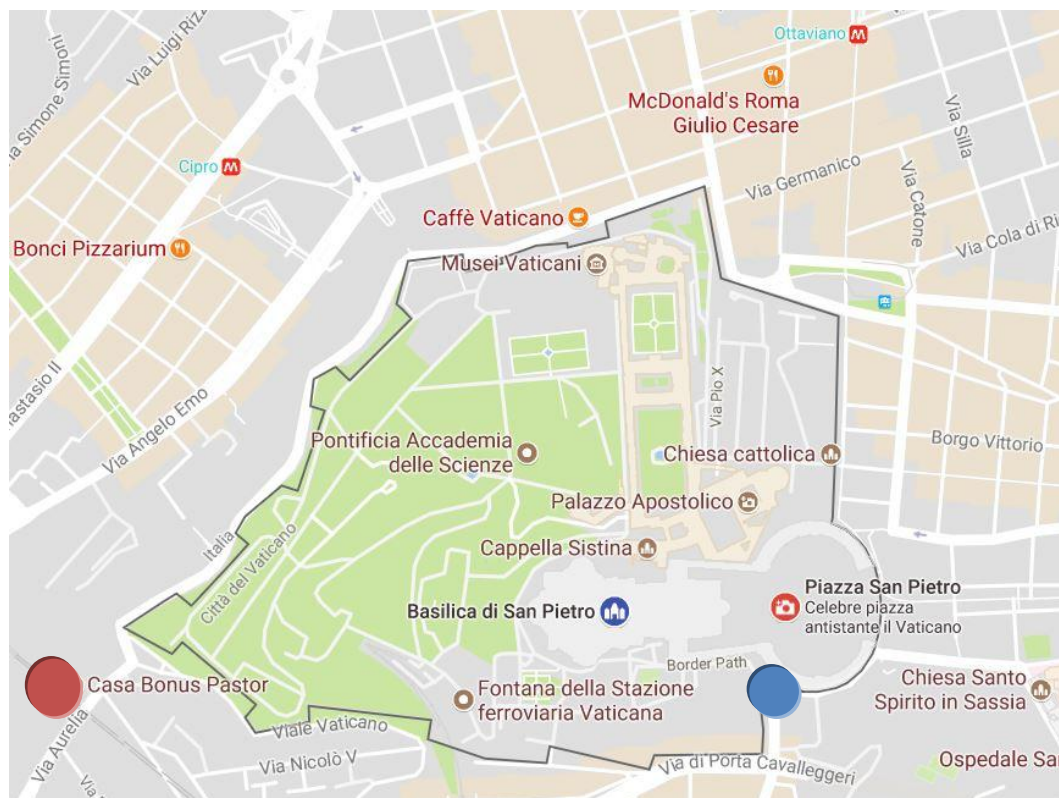 Ottaviano
M
Via Luigi Rizz
Via Simone Simoni
McDonald's Roma
Giulio Cesare
Via Silla
Cipro
M
Via Germanico
Via Catone
Caffè Vaticano
Bonci Pizzarium
Via Cola di Ri
Musei Vaticani
nastasio II
Via Angelo Emo
Via Pio X
Pontificia Accademia
delle Scienze
Chiesa cattolica
Borgo Vittorio
Palazzo Apostolico
Italia
Città del Vaticano
Cappella Sistina
Basilica di San Pietro
Piazza San Pietro
Celebre piazza
antistante il Vaticano
Border Path
Casa Bonus Pastor
Fontana della Stazione
ferroviaria Vaticana
Chiesa Santo
Spirito in Sassia
Via Aurelia
Viale Vaticano
Via Nicolò V
Via di Porta Cavalleggeri
Ospedale Sa